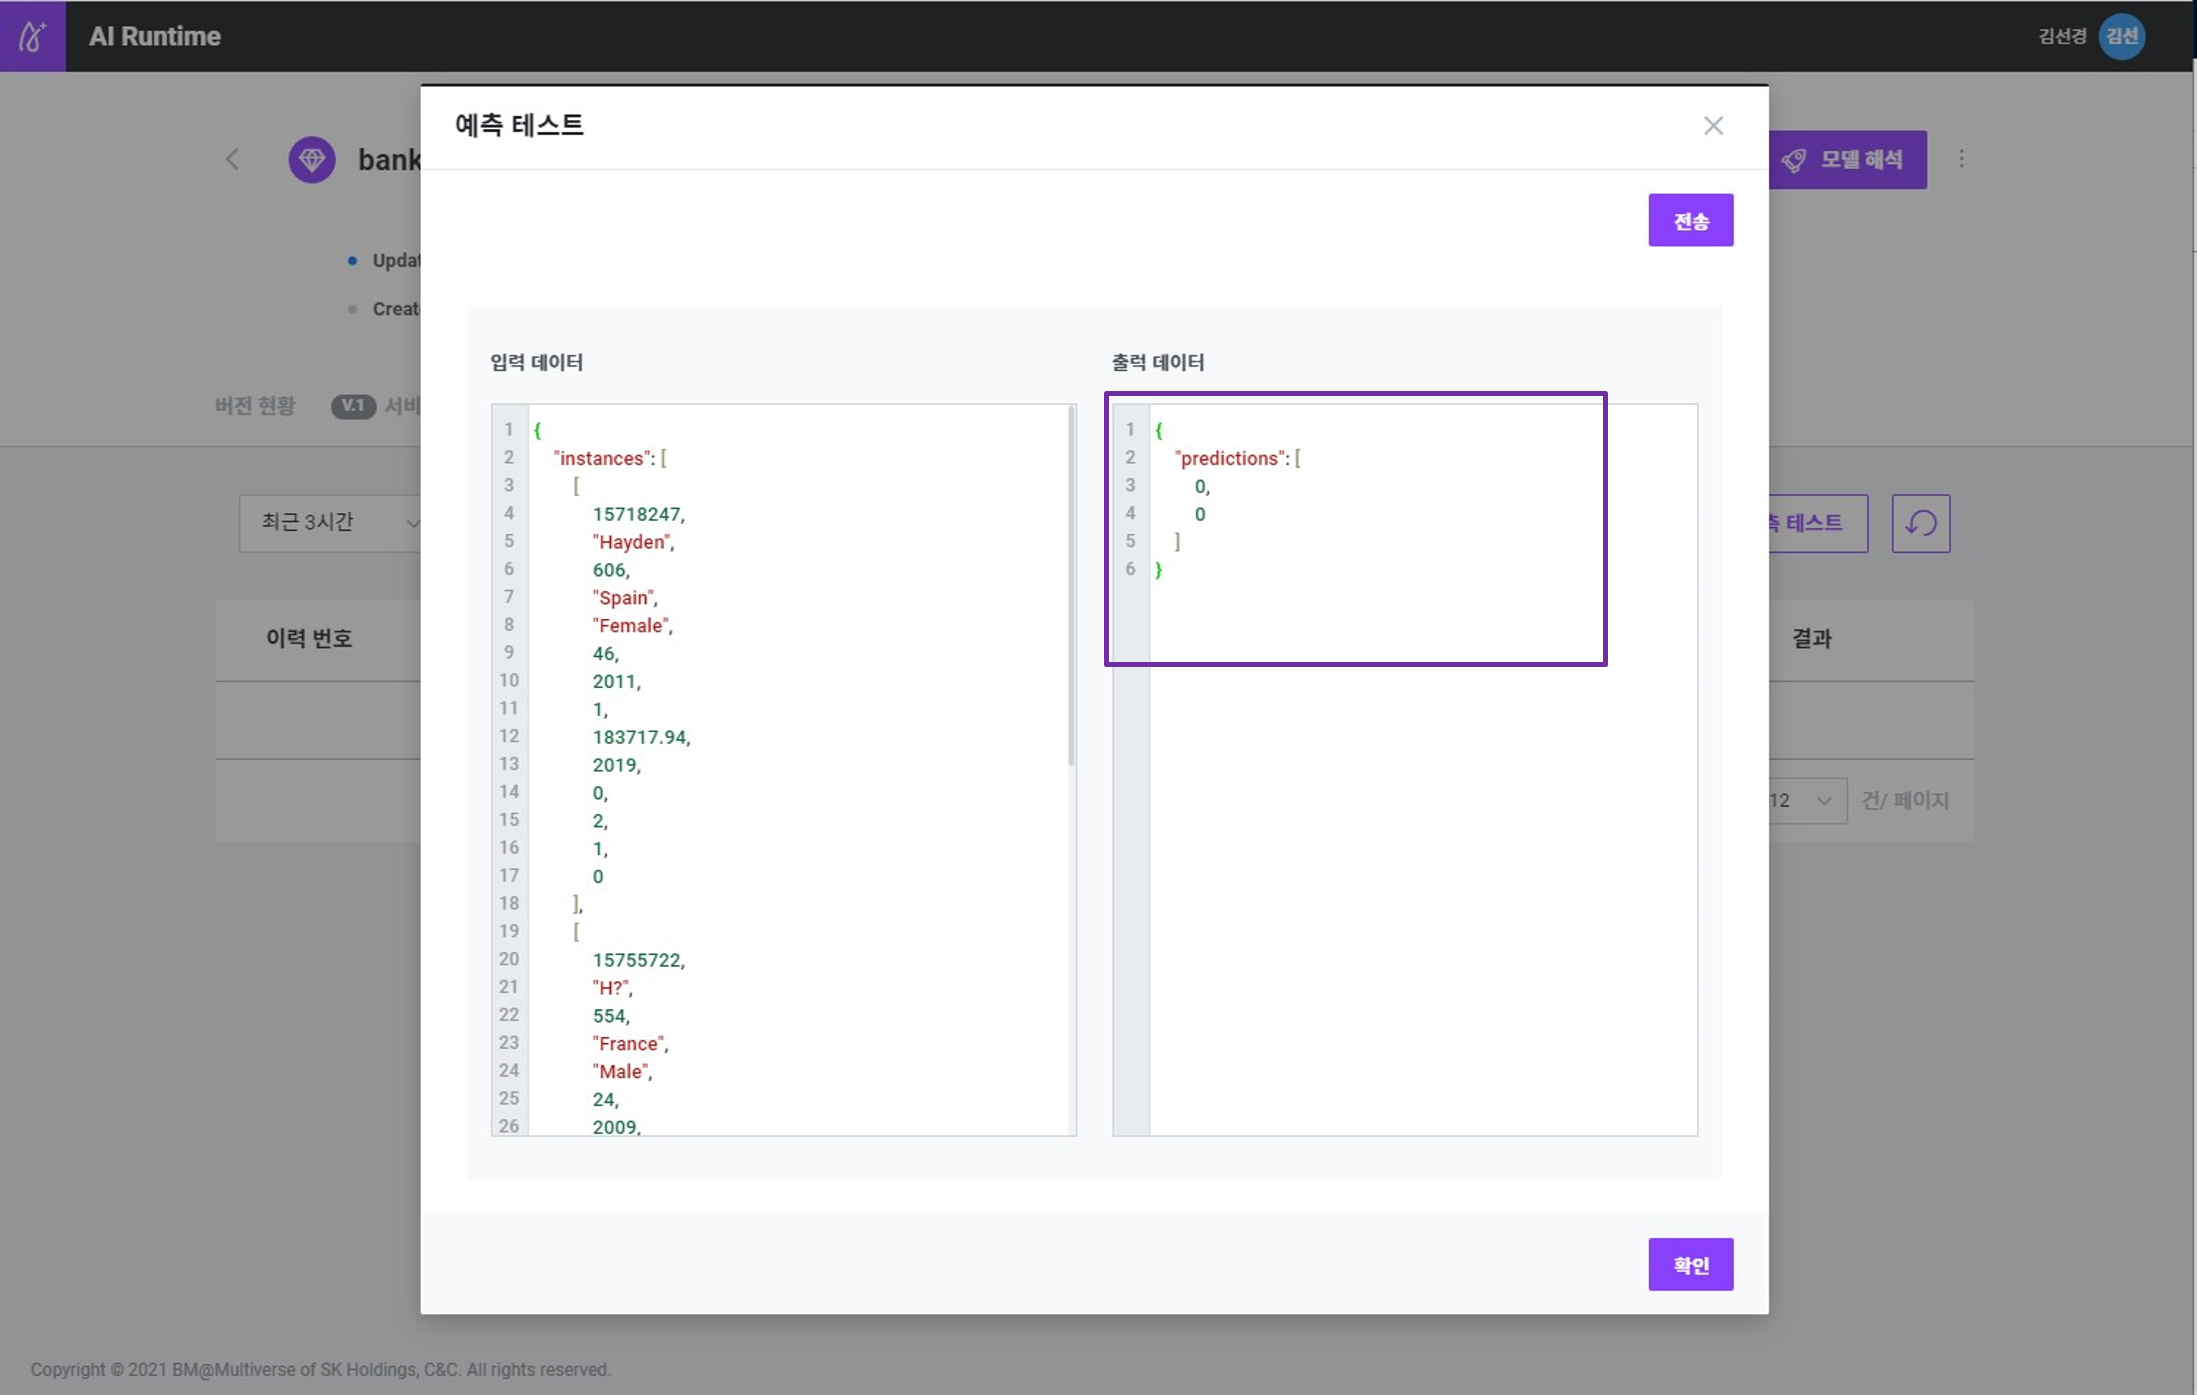 AI Runtime
김선경 김선
예측 테스트
bank
모델 해석
전송
Updat
Creat
입력 데이터
출력 데이터
버전 현황 V.1 서비
1 {
2 "instances": [
3 [
4 15718247,
5 "Hayden",
6 606,
7 "Spain",
8 "Female",
9 46,
10 2011,
11 1,
12 183717.94,
13 2019,
14 0,
15 2,
16 1,
17 0
18 ],
19 [
20 15755722,
21 "H?",
22 554,
23 "France",
24 "Male",
25 24,
26 2009,
1 {
2 "predictions": [
3 0,
4 0
5 ]
6 }
최근 3시간
측 테스트
이력 번호
결과
12 건/ 페이지
확인
Copyright © 2021 BM@Multiverse of SK Holdings, C&C. All rights reserved.